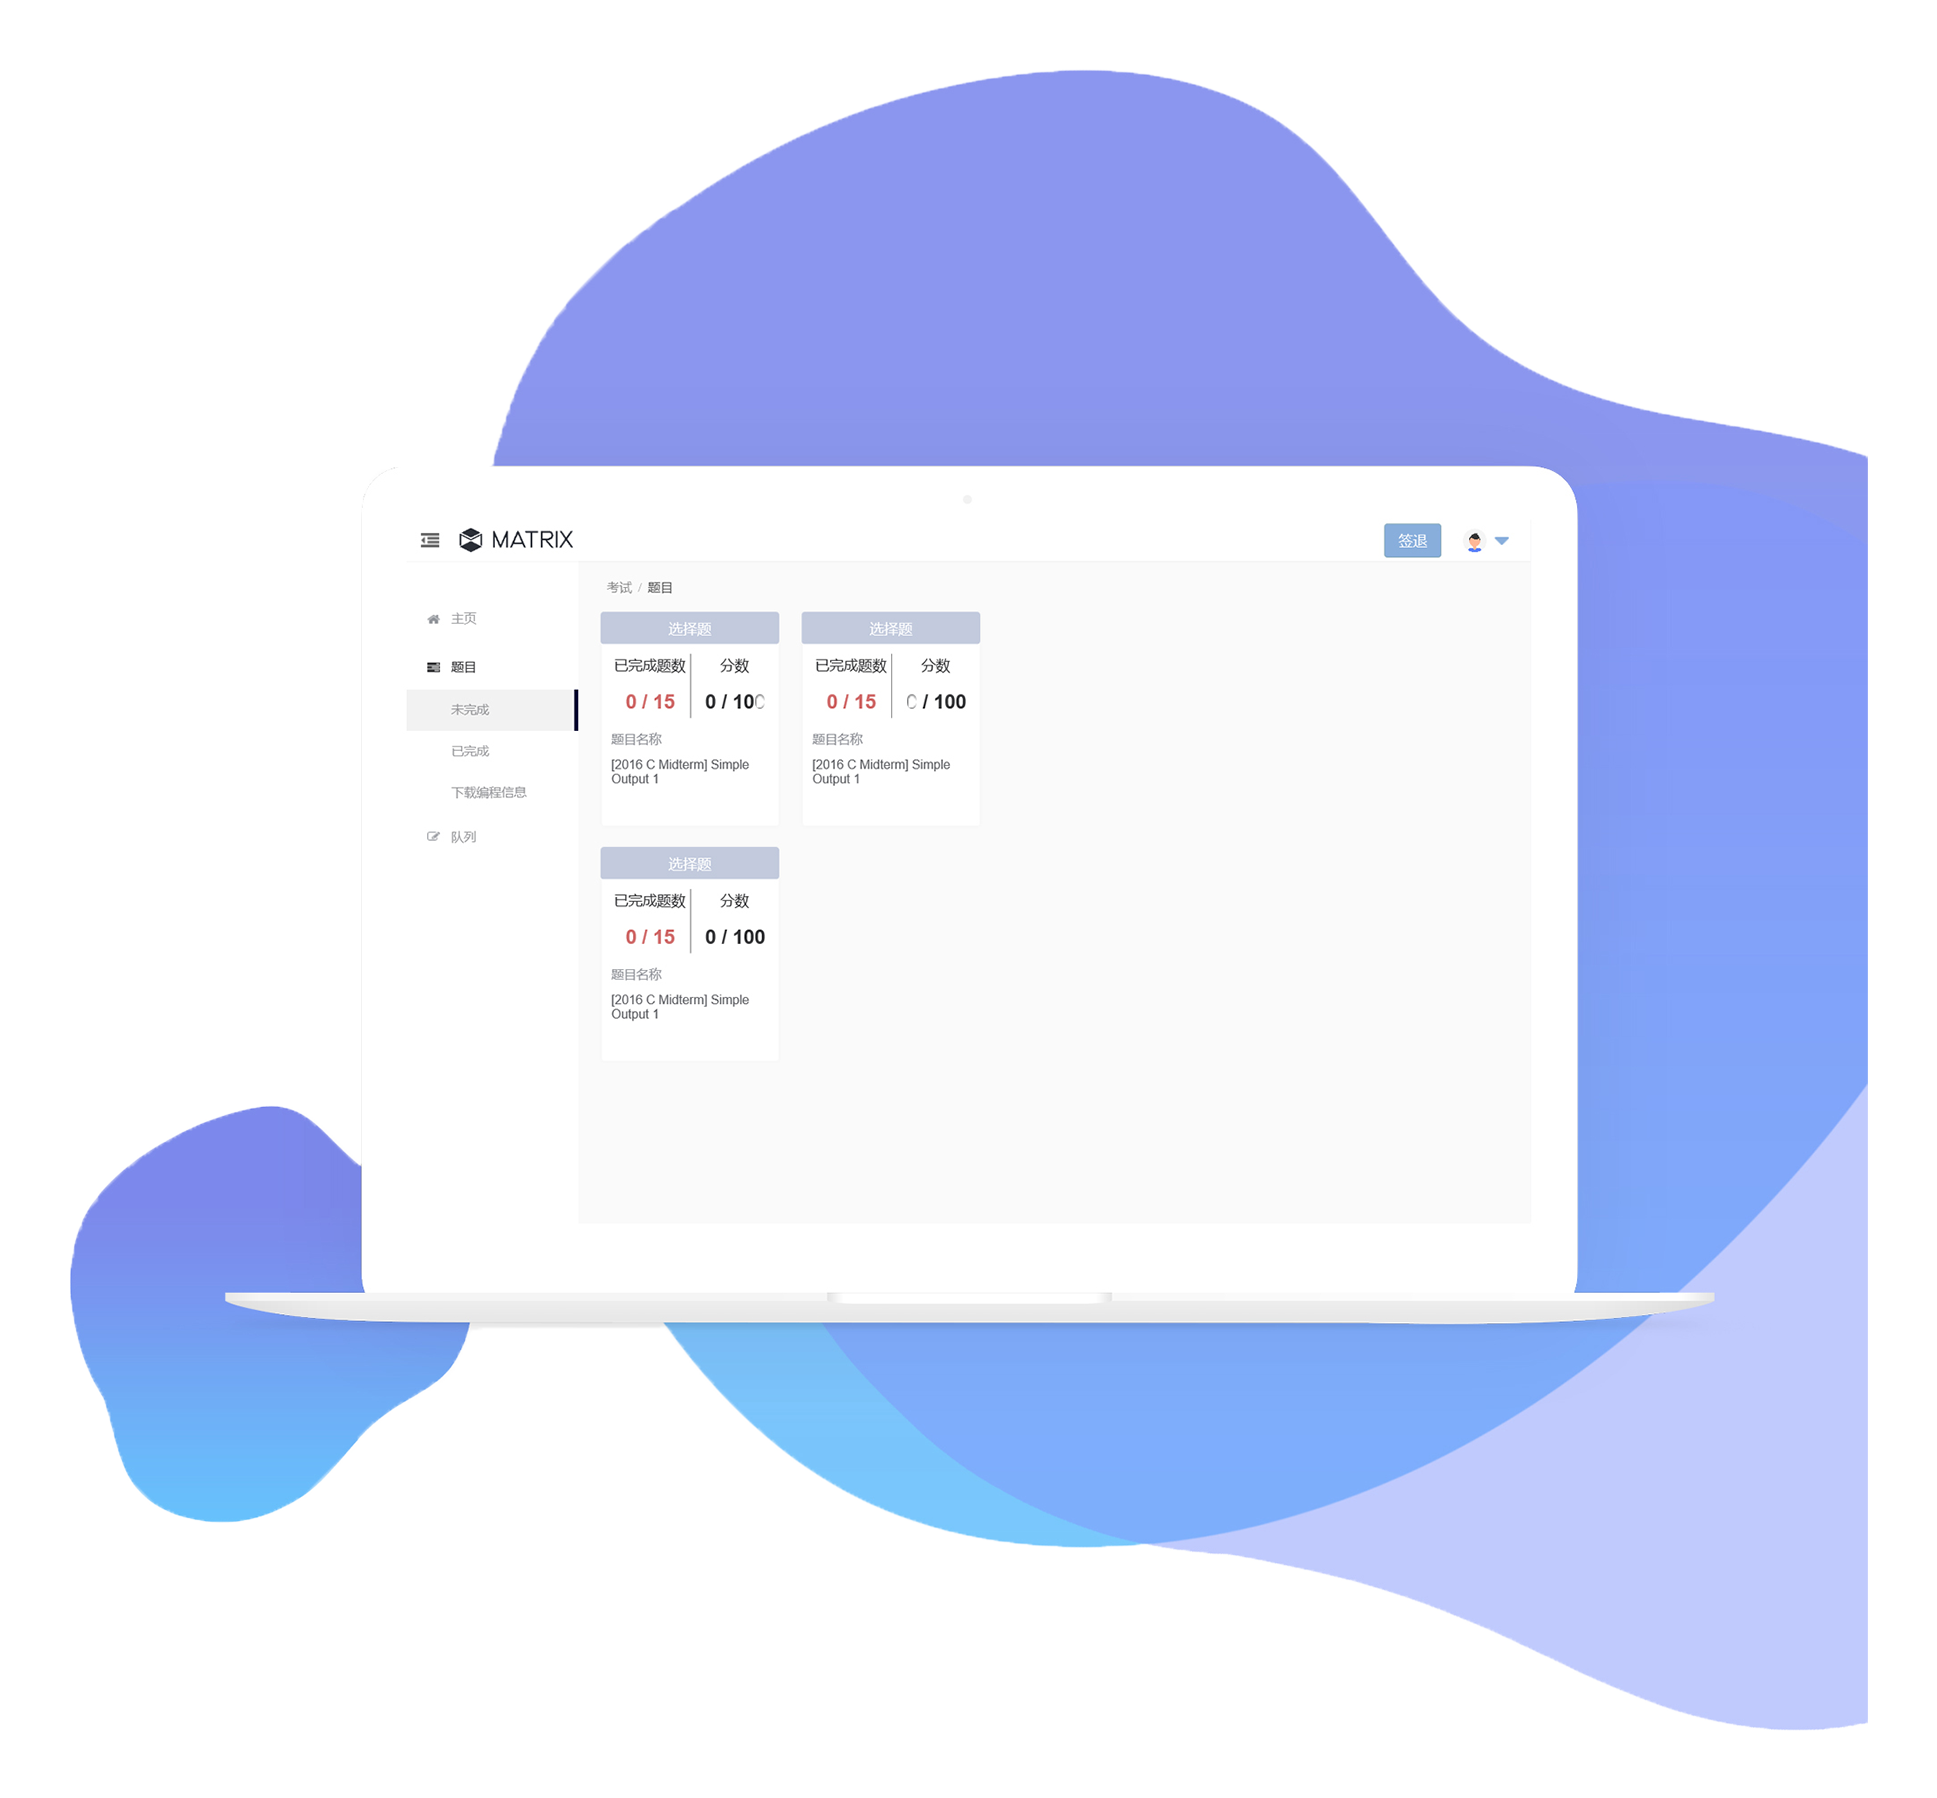 MATRIX
签退
主页
题目
未完成
已完成
下载编程信息
队列
考试 / 题目
选择题
已完成题数 分数
0 / 15 0 / 100
题目名称
[2016 C Midterm] Simple
Output 1
选择题
已完成题数 分数
0 / 15 0 / 100
题目名称
[2016 C Midterm] Simple
Output 1
选择题
已完成题数 分数
0 / 15 0 / 100
题目名称
[2016 C Midterm] Simple
Output 1